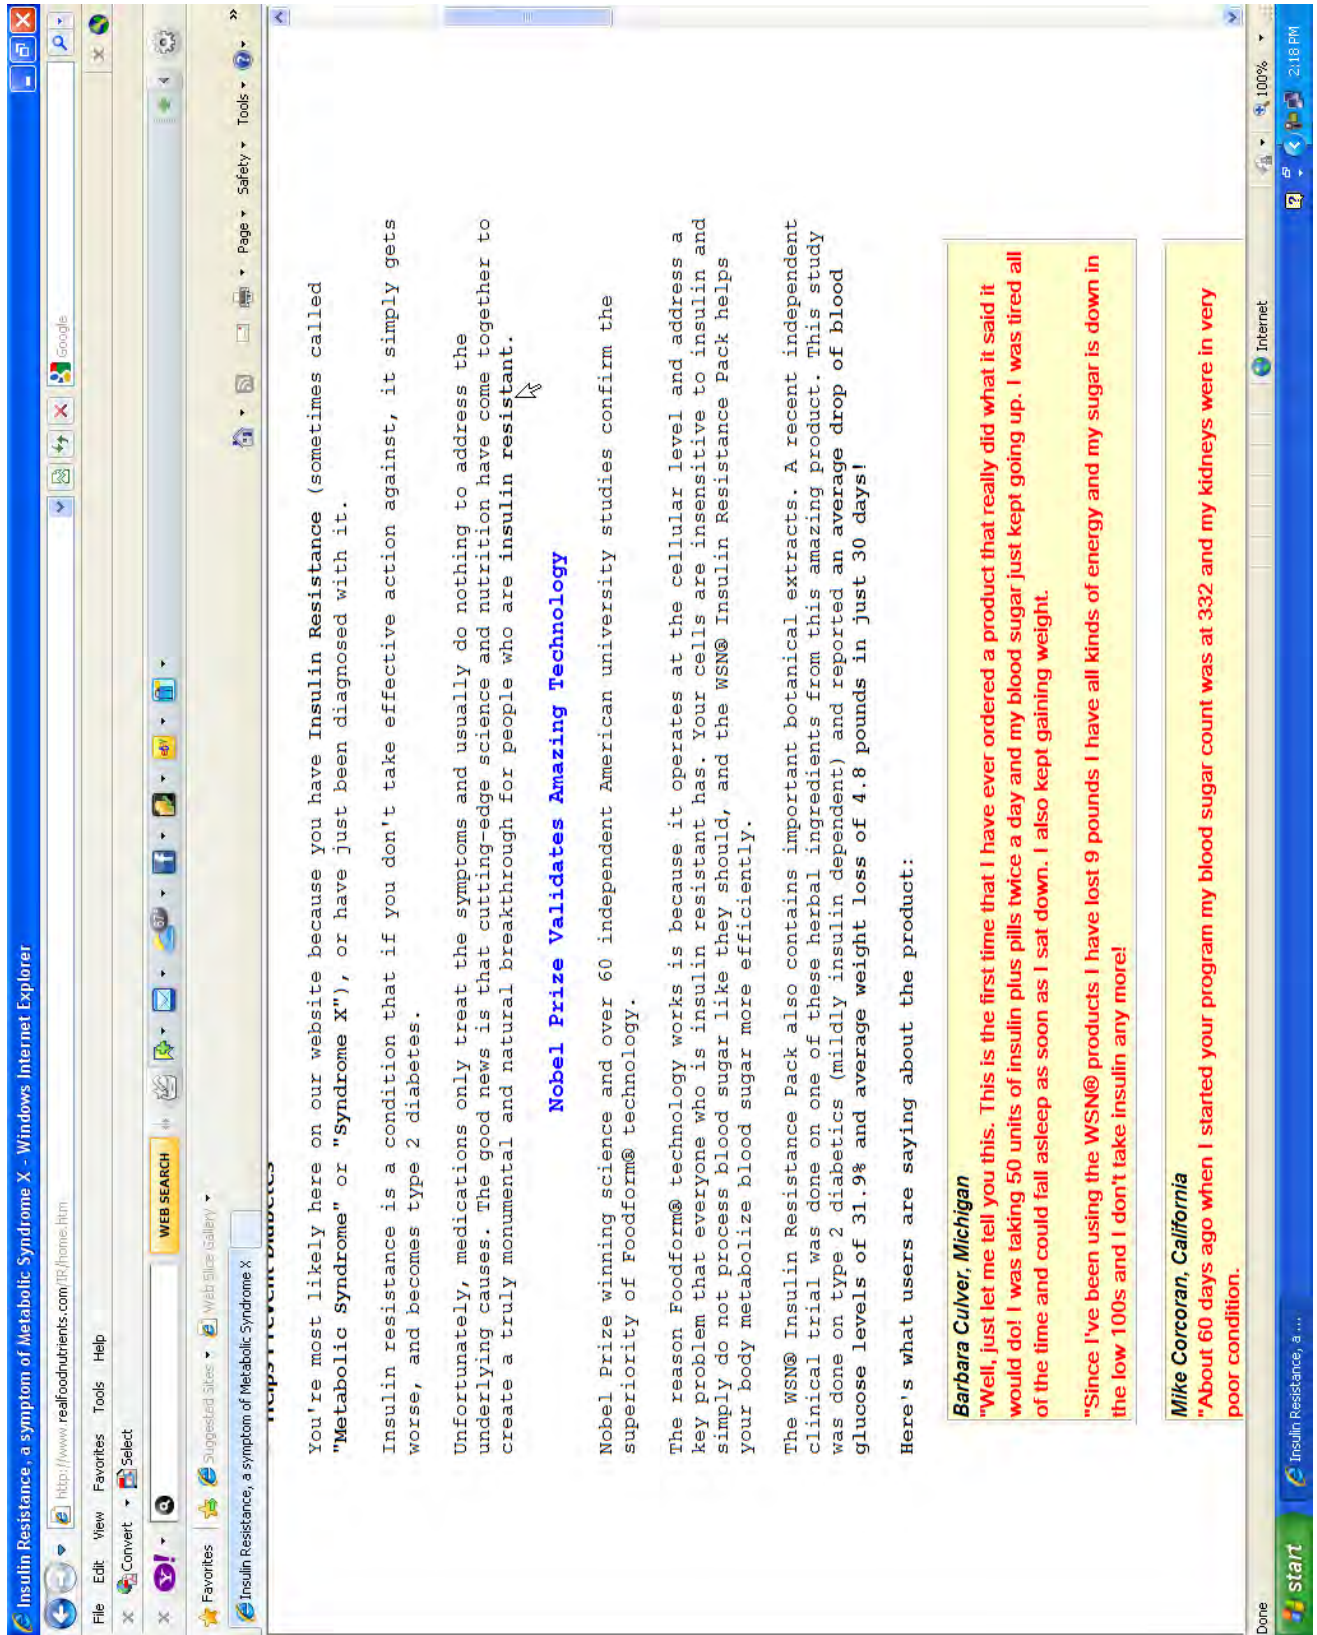 Insulin Resistance, a symptom of Metabolic Syndrome X - Windows Internet Explorer
http://www.realfoodnutrients.com/IR/home.htm
Google
File Edit View Favorites Tools Help
x Convert Select
Y! WEB SEARCH 67 ebY
Favorites Suggested Sites Web Slice Gallery
Insulin Resistance, a symptom of Metabolic Syndrome X
Page Safety Tools »
Helps Prevent Diabetes
You're most likely here on our website because you have Insulin Resistance (sometimes called
"Metabolic Syndrome" or "Syndrome X"), or have just been diagnosed with it.
Insulin resistance is a condition that if you don't take effective action against, it simply gets
worse, and becomes type 2 diabetes.
Unfortunately, medications only treat the symptoms and usually do nothing to address the
underlying causes. The good news is that cutting-edge science and nutrition have come together to
create a truly monumental and natural breakthrough for people who are insulin resistant.
Nobel Prize Validates Amazing Technology
Nobel Prize winning science and over 60 independent American university studies confirm the
superiority of Foodform® technology.
The reason Foodform® technology works is because it operates at the cellular level and address a
key problem that everyone who is insulin resistant has. Your cells are insensitive to insulin and
simply do not process blood sugar like they should, and the WSN® Insulin Resistance Pack helps
your body metabolize blood sugar more efficiently.
The WSN® Insulin Resistance Pack also contains important botanical extracts. A recent independent
clinical trial was done on one of these herbal ingredients from this amazing product. This study
was done on type 2 diabetics (mildly insulin dependent) and reported an average drop of blood
glucose levels of 31.9% and average weight loss of 4.8 pounds in just 30 days!
Here's what users are saying about the product:
Barbara Culver, Michigan
"Well, just let me tell you this. This is the first time that I have ever ordered a product that really did what it said it
would do! I was taking 50 units of insulin plus pills twice a day and my blood sugar just kept going up. I was tired all
of the time and could fall asleep as soon as I sat down. I also kept gaining weight.
"Since I've been using the WSN® products I have lost 9 pounds I have all kinds of energy and my sugar is down in
the low 100s and I don't take insulin any more!
Mike Corcoran, California
"About 60 days ago when I started your program my blood sugar count was at 332 and my kidneys were in very
poor condition.
Done Internet 100%
start Insulin Resistance, a ... 2:18 PM